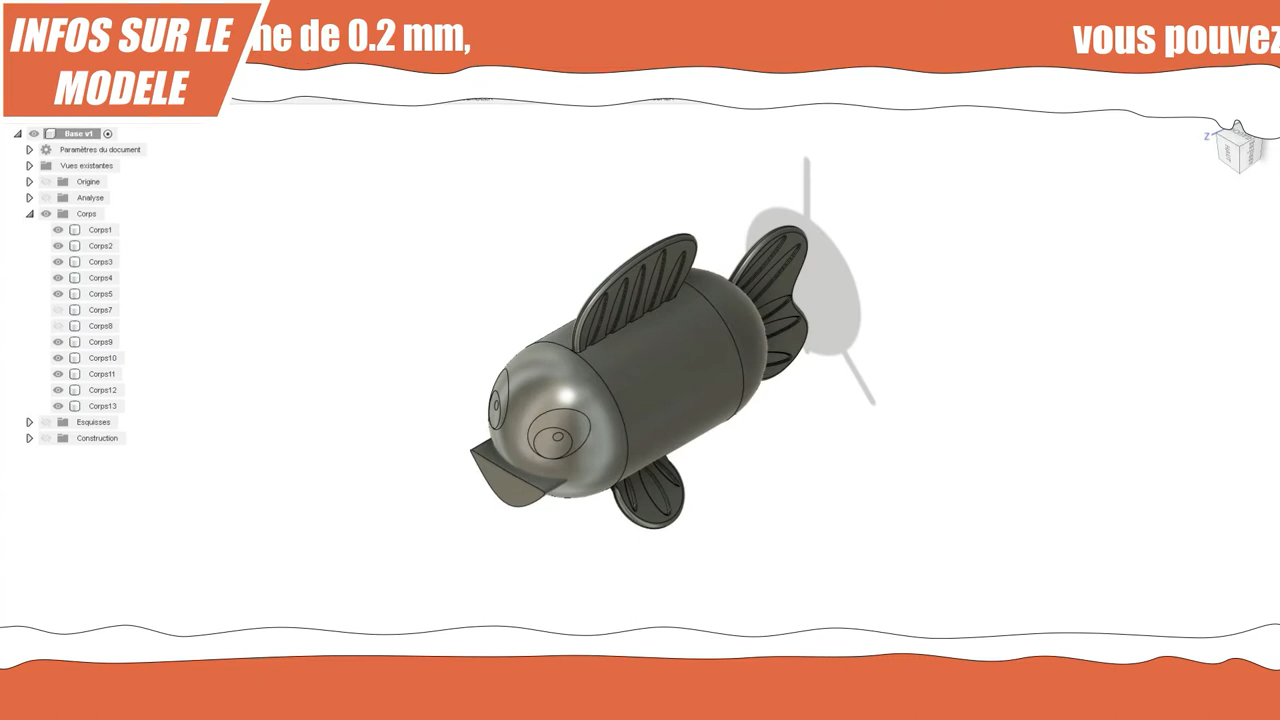 INFOS SUR LE
MODELE
he de 0.2 mm,
vous pouvez
Base v1
Paramètres du document
Vues existantes
Origine
Analyse
Corps
Corps1
Corps2
Corps3
Corps4
Corps5
Corps7
Corps8
Corps9
Corps10
Corps11
Corps12
Corps13
Esquisses
Construction
Z